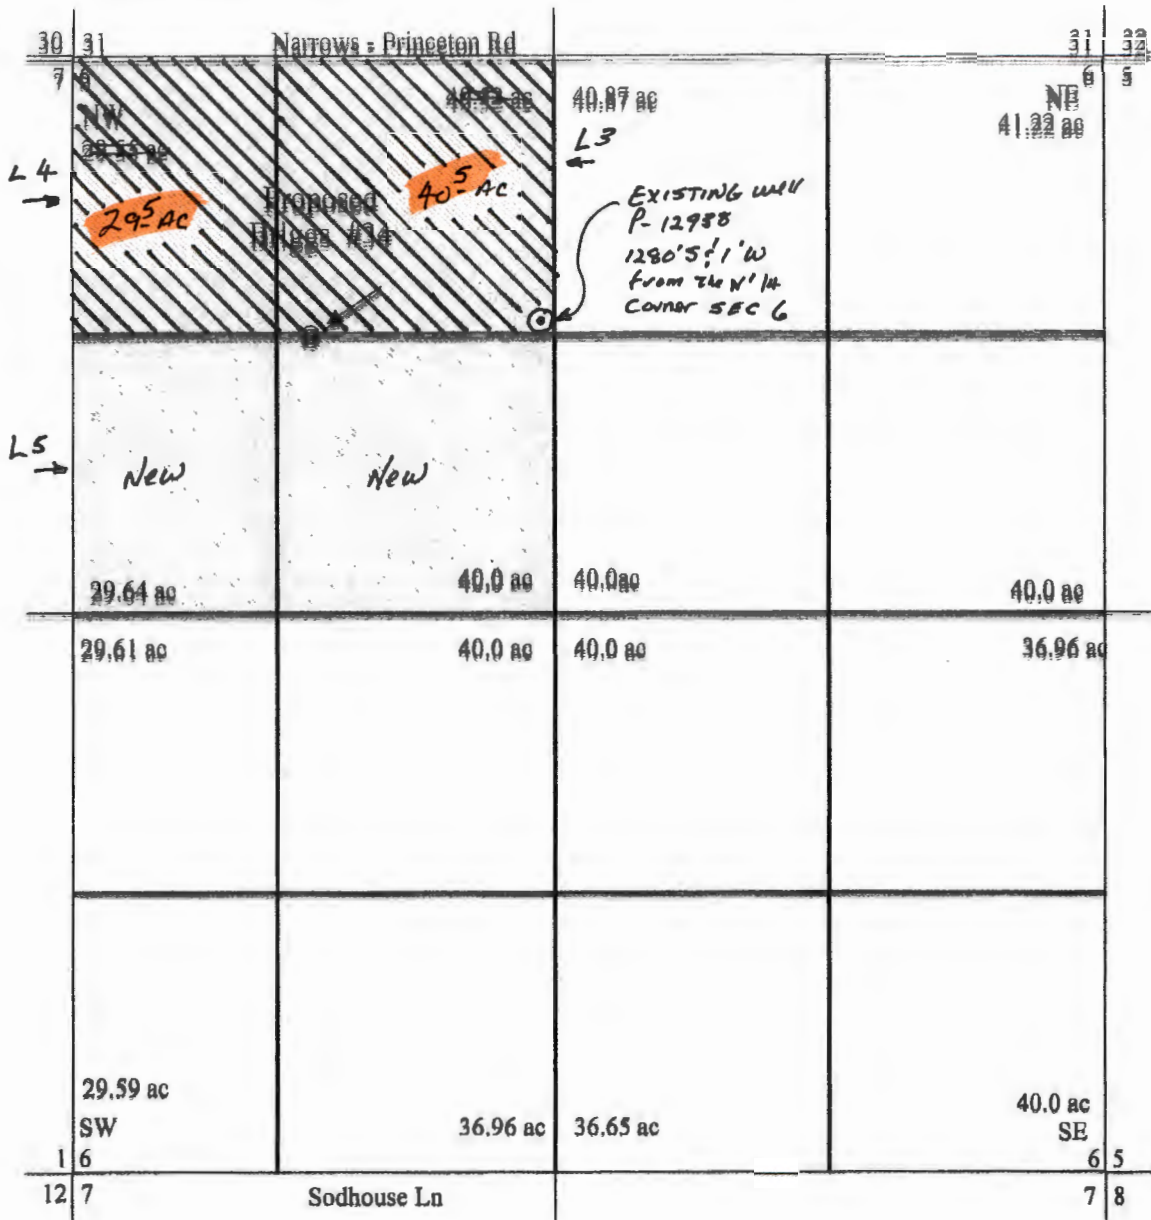 30 31
Narrows - Princeton Rd
31
7 6
6 5
NW
40.87 ac
NE
41.22 ac
L3
L4
29.5 AC
40.5 AC
Proposed
#34
EXISTING well
P-12938
1280'S & 1'W
from the N 1/4
Corner SEC 6
L5
New
New
29.64 ac
40.0 ac
40.0ac
40.0 ac
29.61 ac
40.0 ac
40.0 ac
36.96 ac
29.59 ac
SW
36.96 ac
36.65 ac
40.0 ac
SE
1 6
6 5
12 7
Sodhouse Ln
7 8